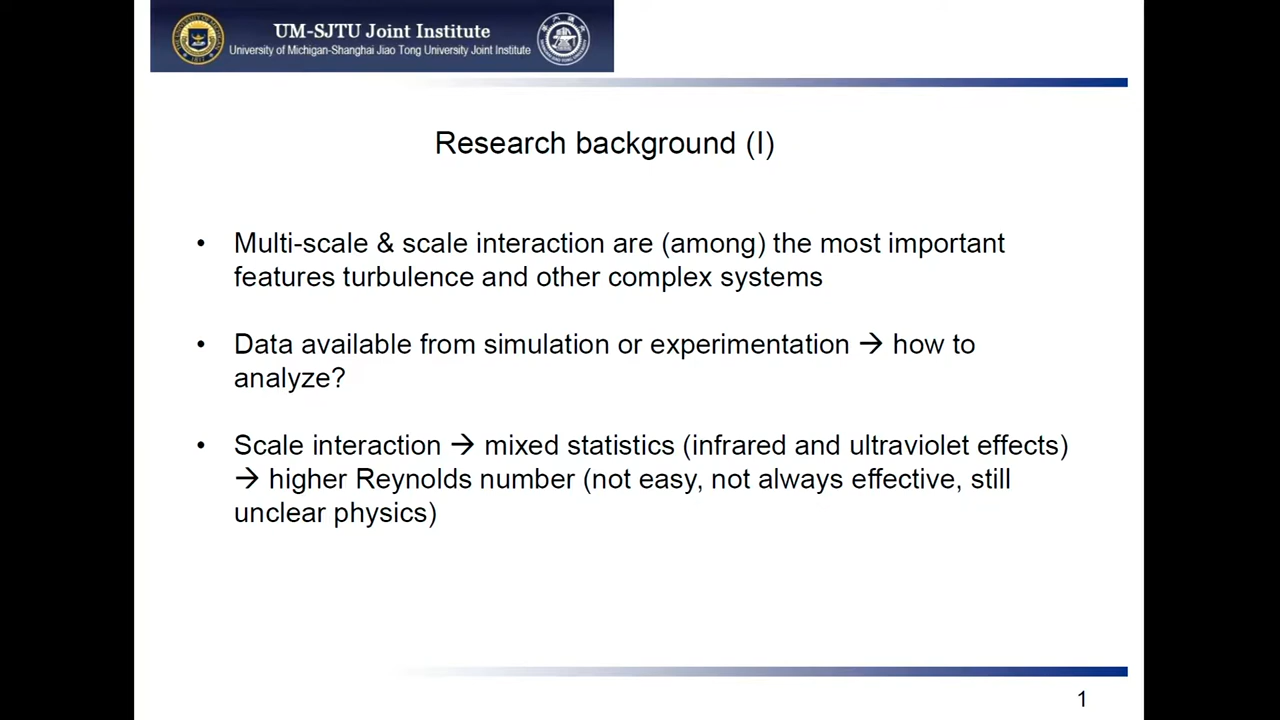 UM-SJTU Joint Institute
University of Michigan-Shanghai Jiao Tong University Joint Institute
Research background (I)
• Multi-scale & scale interaction are (among) the most important
features turbulence and other complex systems
• Data available from simulation or experimentation → how to
analyze?
• Scale interaction → mixed statistics (infrared and ultraviolet effects)
→ higher Reynolds number (not easy, not always effective, still
unclear physics)
1